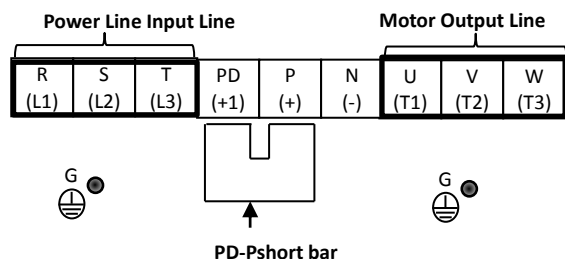 Power Line Input Line
Motor Output Line
R S T PD P N U V W
(L1) (L2) (L3) (+1) (+) (-) (T1) (T2) (T3)
G
G
PD-Pshort bar